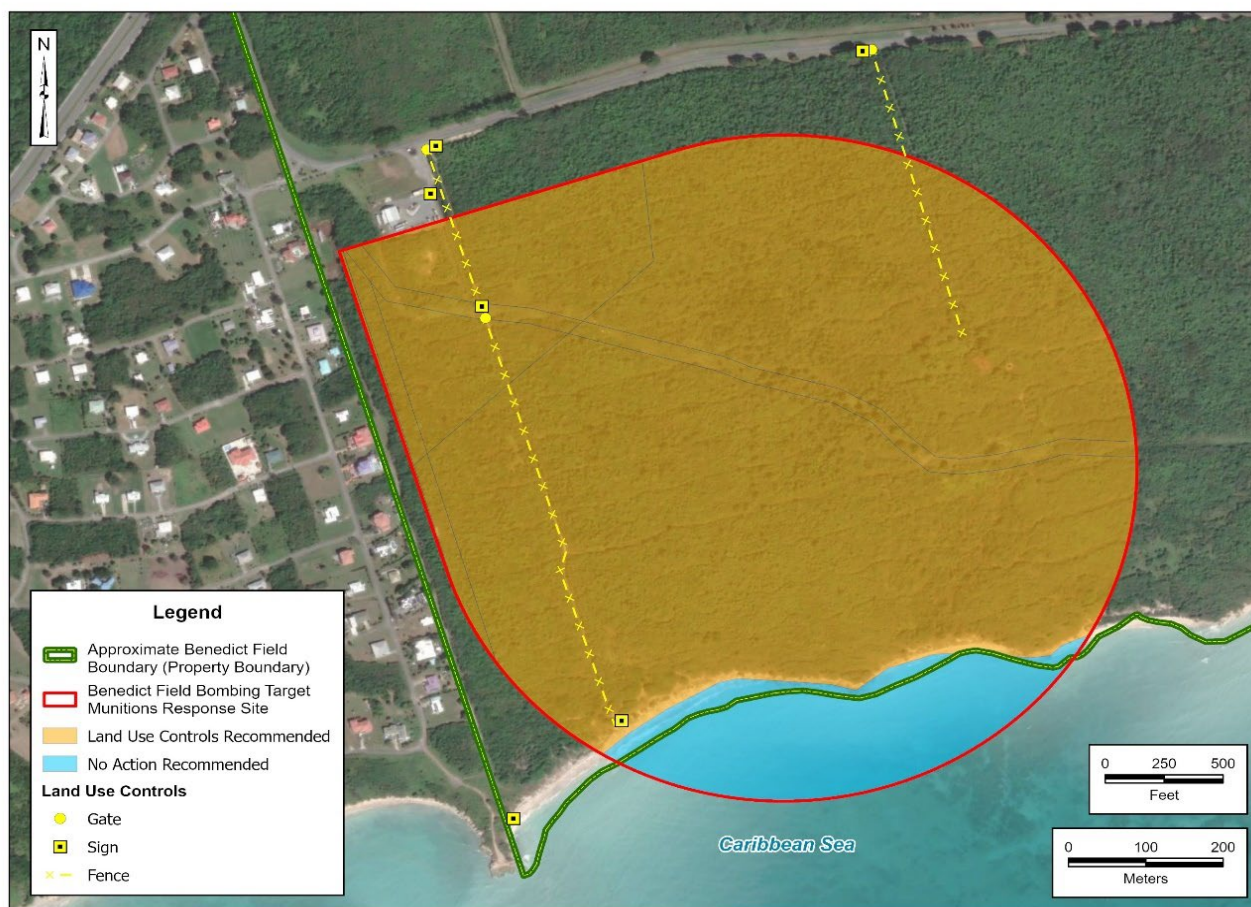 N
Legend
Approximate Benedict Field
Boundary (Property Boundary)
Benedict Field Bombing Target
Munitions Response Site
Land Use Controls Recommended
No Action Recommended
Land Use Controls
Gate
Sign
Fence
Caribbean Sea
0 250 500
Feet
0 100 200
Meters